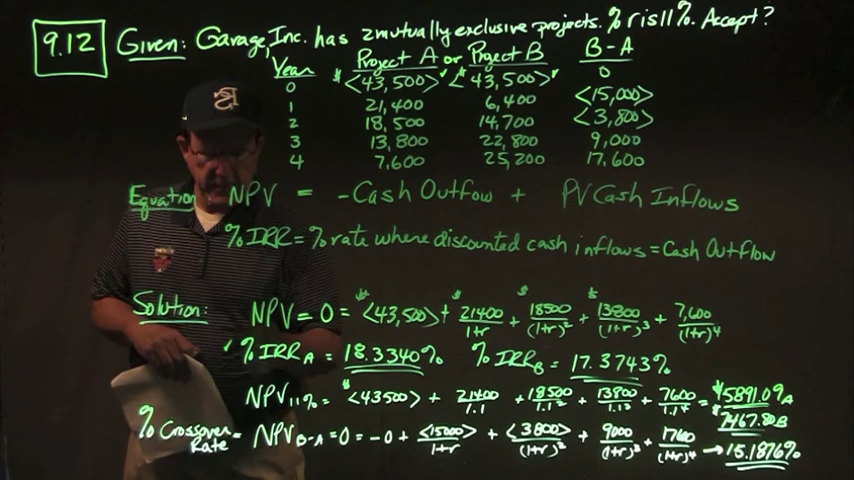 9.12 Given: Garage, Inc. has 2 mutually exclusive projects. % r is 11%. Accept?
Year Project A or Project B B-A
0 $<43,500> $<43,500> 0
1 21,400 6,400 <15,000>
2 18,500 14,700 <3,800>
3 13,800 22,800 9,000
4 7,600 25,200 17,600
Equation: NPV = -Cash Outfow + PV Cash Inflows
% IRR = % rate where discounted cash inflows = Cash Outflow
Solution: NPV = 0 = $<43,500> + $21400/1+r + $18500/(1+r)² + $13800/(1+r)³ + 7,600/(1+r)⁴
✓ % IRR A = 18.3340% % IRR B = 17.3743%
NPV 11% = $<43500> + 21400/1.1 + 18500/1.1² + 13800/1.1³ + 7600/1.1⁴ = $5891.09 A
$7467.80 B
% Crossover Rate = NPV B-A = 0 = -0 + <15000>/1+r + <3800>/(1+r)² + 9000/(1+r)³ + 1760/(1+r)⁴ → 15.1876%